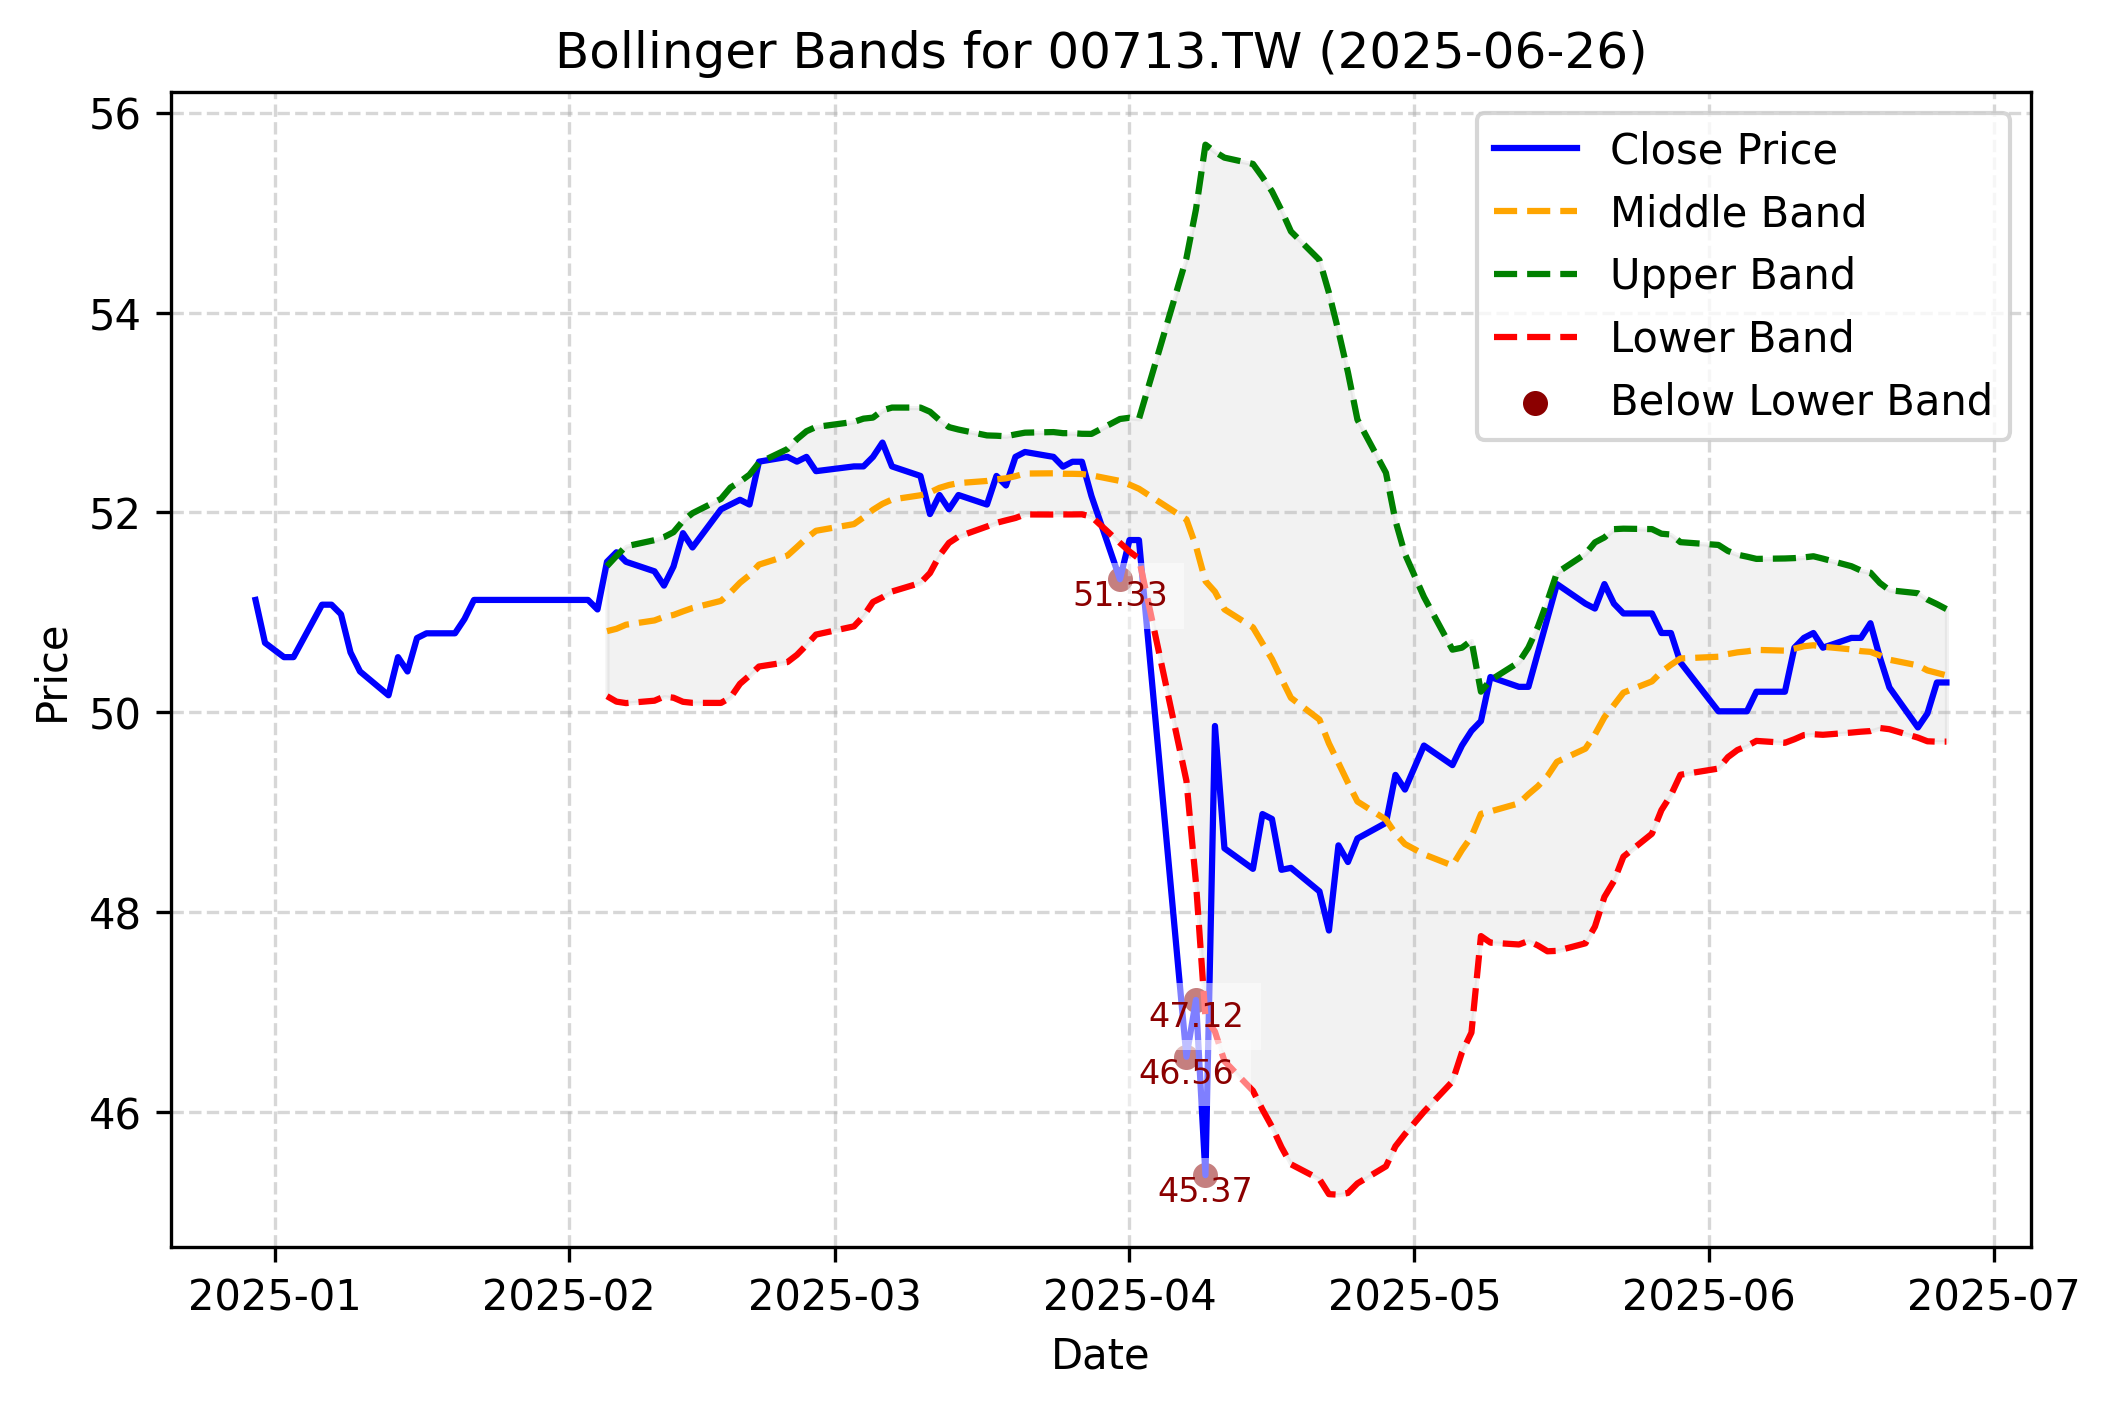 Bollinger Bands for 00713.TW (2025-06-26)
Close Price
Middle Band
Upper Band
Lower Band
Below Lower Band
Price
56
54
52
50
48
46
51.33
47.12
46.56
45.37
2025-01
2025-02
2025-03
2025-04
2025-05
2025-06
2025-07
Date